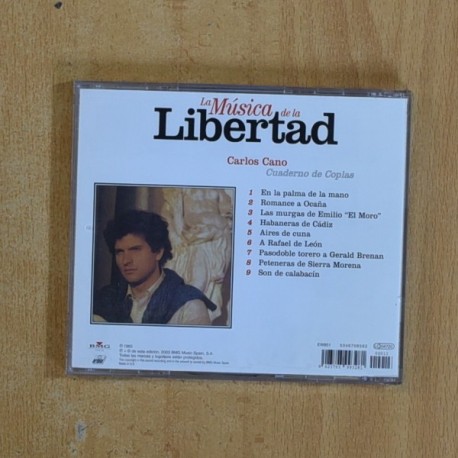 La Música de la
Libertad
Carlos Cano
Cuaderno de Coplas
1 En la palma de la mano
2 Romance a Ocaña
3 Las murgas de Emilio "El Moro"
4 Habaneras de Cádiz
5 Aires de cuna
6 A Rafael de León
7 Pasodoble torero a Gerald Brenan
8 Peteneras de Sierra Morena
9 Son de calabacín
BMG